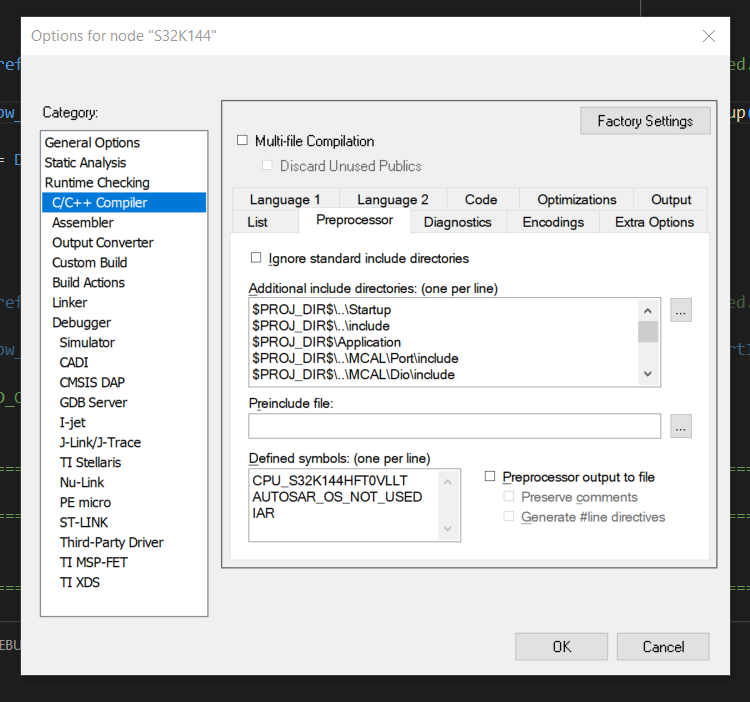 Options for node "S32K144"
Category:
General Options
Static Analysis
Runtime Checking
C/C++ Compiler
Assembler
Output Converter
Custom Build
Build Actions
Linker
Debugger
Simulator
CADI
CMSIS DAP
GDB Server
I-jet
J-Link/J-Trace
TI Stellaris
Nu-Link
PE micro
ST-LINK
Third-Party Driver
TI MSP-FET
TI XDS
Factory Settings
Multi-file Compilation
Discard Unused Publics
Language 1 Language 2 Code Optimizations Output
List Preprocessor Diagnostics Encodings Extra Options
Ignore standard include directories
Additional include directories: (one per line)
$PROJ_DIR$\..\Startup
$PROJ_DIR$\..\include
$PROJ_DIR$\Application
$PROJ_DIR$\..\MCAL\Port\include
$PROJ_DIR$\..\MCAL\Dio\include
...
Preinclude file:
...
Defined symbols: (one per line)
CPU_S32K144HFT0VLLT
AUTOSAR_OS_NOT_USED
IAR
Preprocessor output to file
Preserve comments
Generate #line directives
OK Cancel